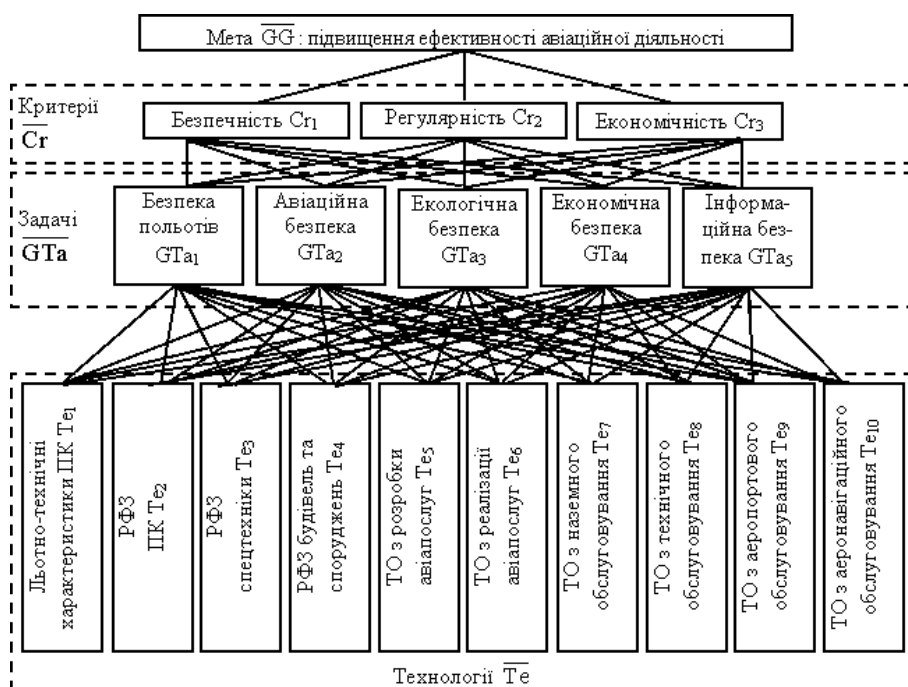 Мета GG : підвищення ефективності авіаційної діяльності
Критерії
Cr
Безпечність Cr₁
Регулярність Cr₂
Економічність Cr₃
Задачі
GTa
Безпека
польотів
GTa₁
Авіаційна
безпека
GTa₂
Екологічна
безпека
GTa₃
Економічна
безпека
GTa₄
Інформа-
ційна без-
пека GTa₅
Льотно-технічні
характеристики ПК Te₁
РФЗ
ПК Te₂
РФЗ
спецтехніки Te₃
РФЗ будівель та
споруджень Te₄
ТО з розробки
авіапослуг Te₅
ТО з реалізації
авіапослуг Te₆
ТО з наземного
обслуговування Te₇
ТО з технічного
обслуговування Te₈
ТО з аеропортового
обслуговування Te₉
ТО з аеронавігаційного
обслуговування Te₁₀
Технології Te